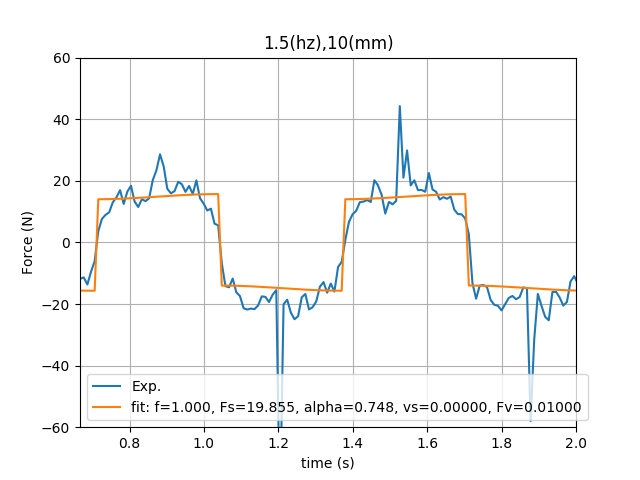 1.5(hz),10(mm)
60
40
20
0
−20
−40
−60
Force (N)
Exp.
fit: f=1.000, Fs=19.855, alpha=0.748, vs=0.00000, Fv=0.01000
0.8 1.0 1.2 1.4 1.6 1.8 2.0
time (s)